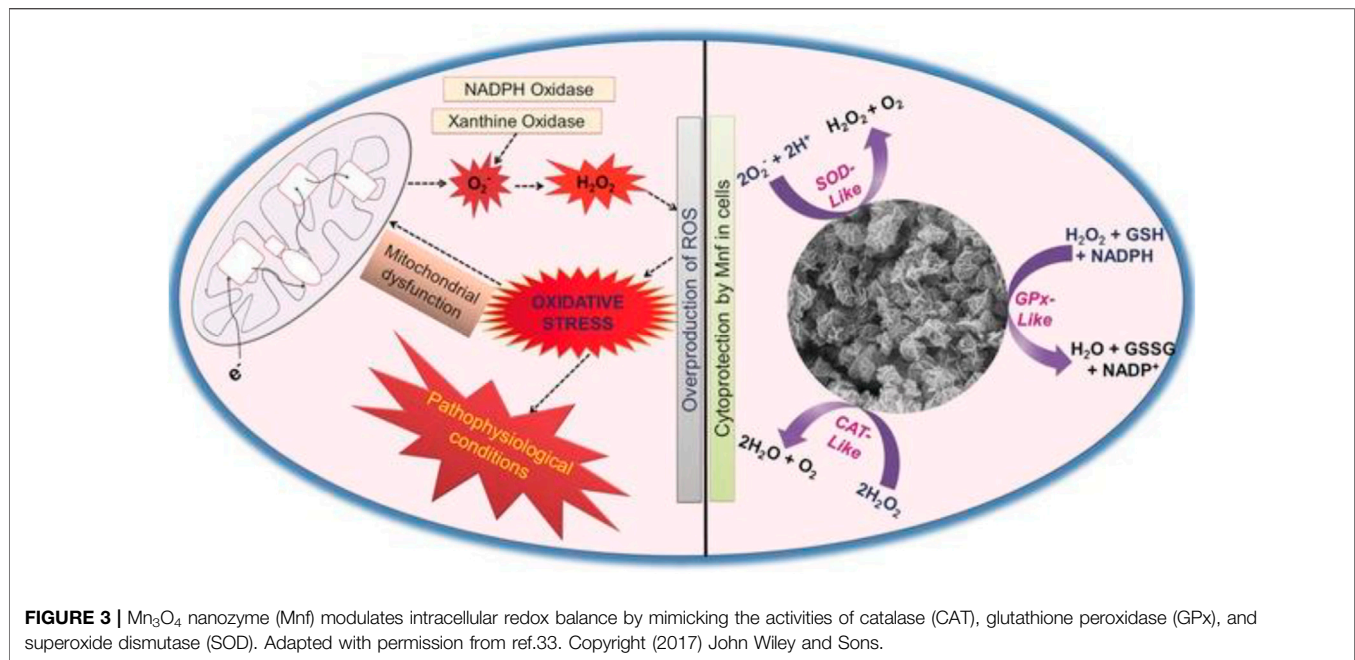 NADPH Oxidase
Xanthine Oxidase
O₂⁻
H₂O₂
Mitochondrial
dysfunction
OXIDATIVE
STRESS
e⁻
Pathophysiological
conditions
Overproduction of ROS
Cytoprotection by Mnf in cells
2O₂⁻ + 2H⁺
H₂O₂ + O₂
SOD-
Like
H₂O₂ + GSH
+ NADPH
GPx-
Like
H₂O + GSSG
+ NADP⁺
CAT-
Like
2H₂O + O₂
2H₂O₂
FIGURE 3 | Mn₃O₄ nanozyme (Mnf) modulates intracellular redox balance by mimicking the activities of catalase (CAT), glutathione peroxidase (GPx), and
superoxide dismutase (SOD). Adapted with permission from ref.33. Copyright (2017) John Wiley and Sons.